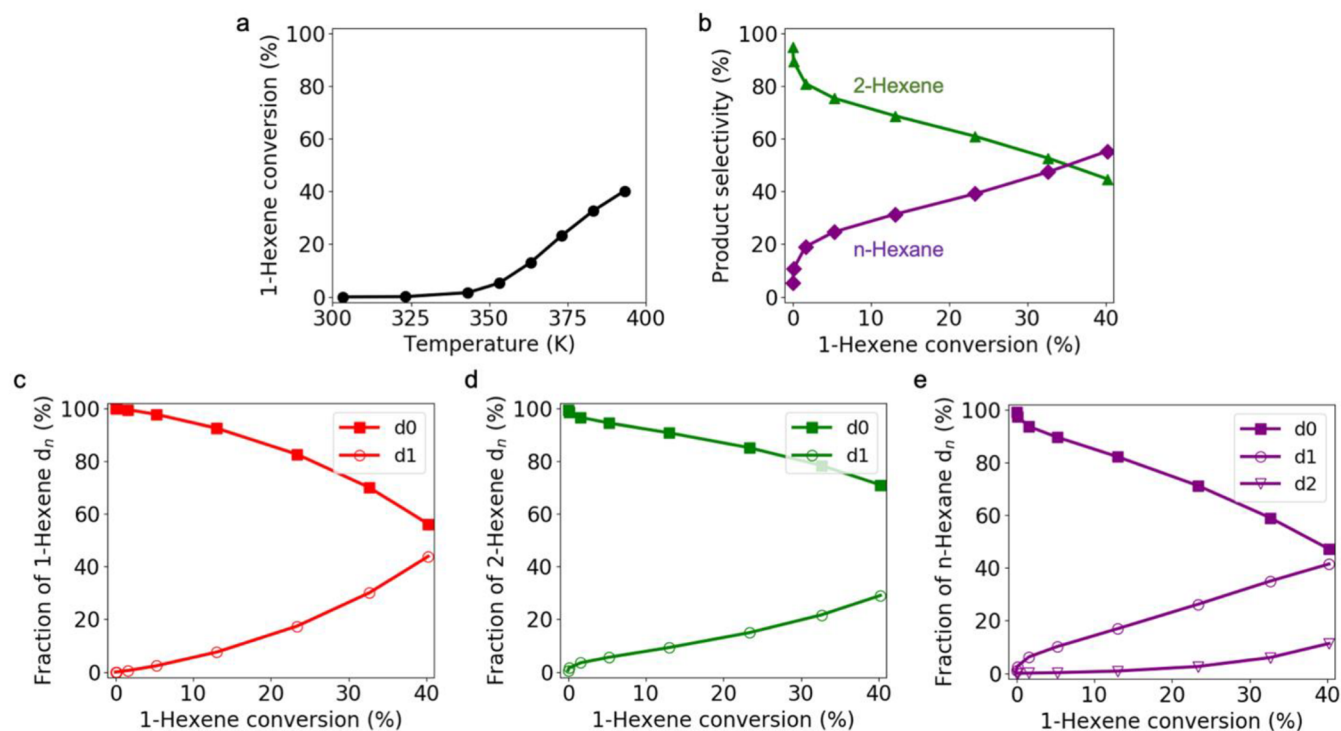 a
1-Hexene conversion (%)
100
80
60
40
20
0
300
325
350
375
400
Temperature (K)
b
Product selectivity (%)
100
80
60
40
20
0
2-Hexene
n-Hexane
0
10
20
30
40
1-Hexene conversion (%)
c
Fraction of 1-Hexene dn (%)
100
80
60
40
20
0
d0
d1
0
10
20
30
40
1-Hexene conversion (%)
d
Fraction of 2-Hexene dn (%)
100
80
60
40
20
0
d0
d1
0
10
20
30
40
1-Hexene conversion (%)
e
Fraction of n-Hexane dn (%)
100
80
60
40
20
0
d0
d1
d2
0
10
20
30
40
1-Hexene conversion (%)